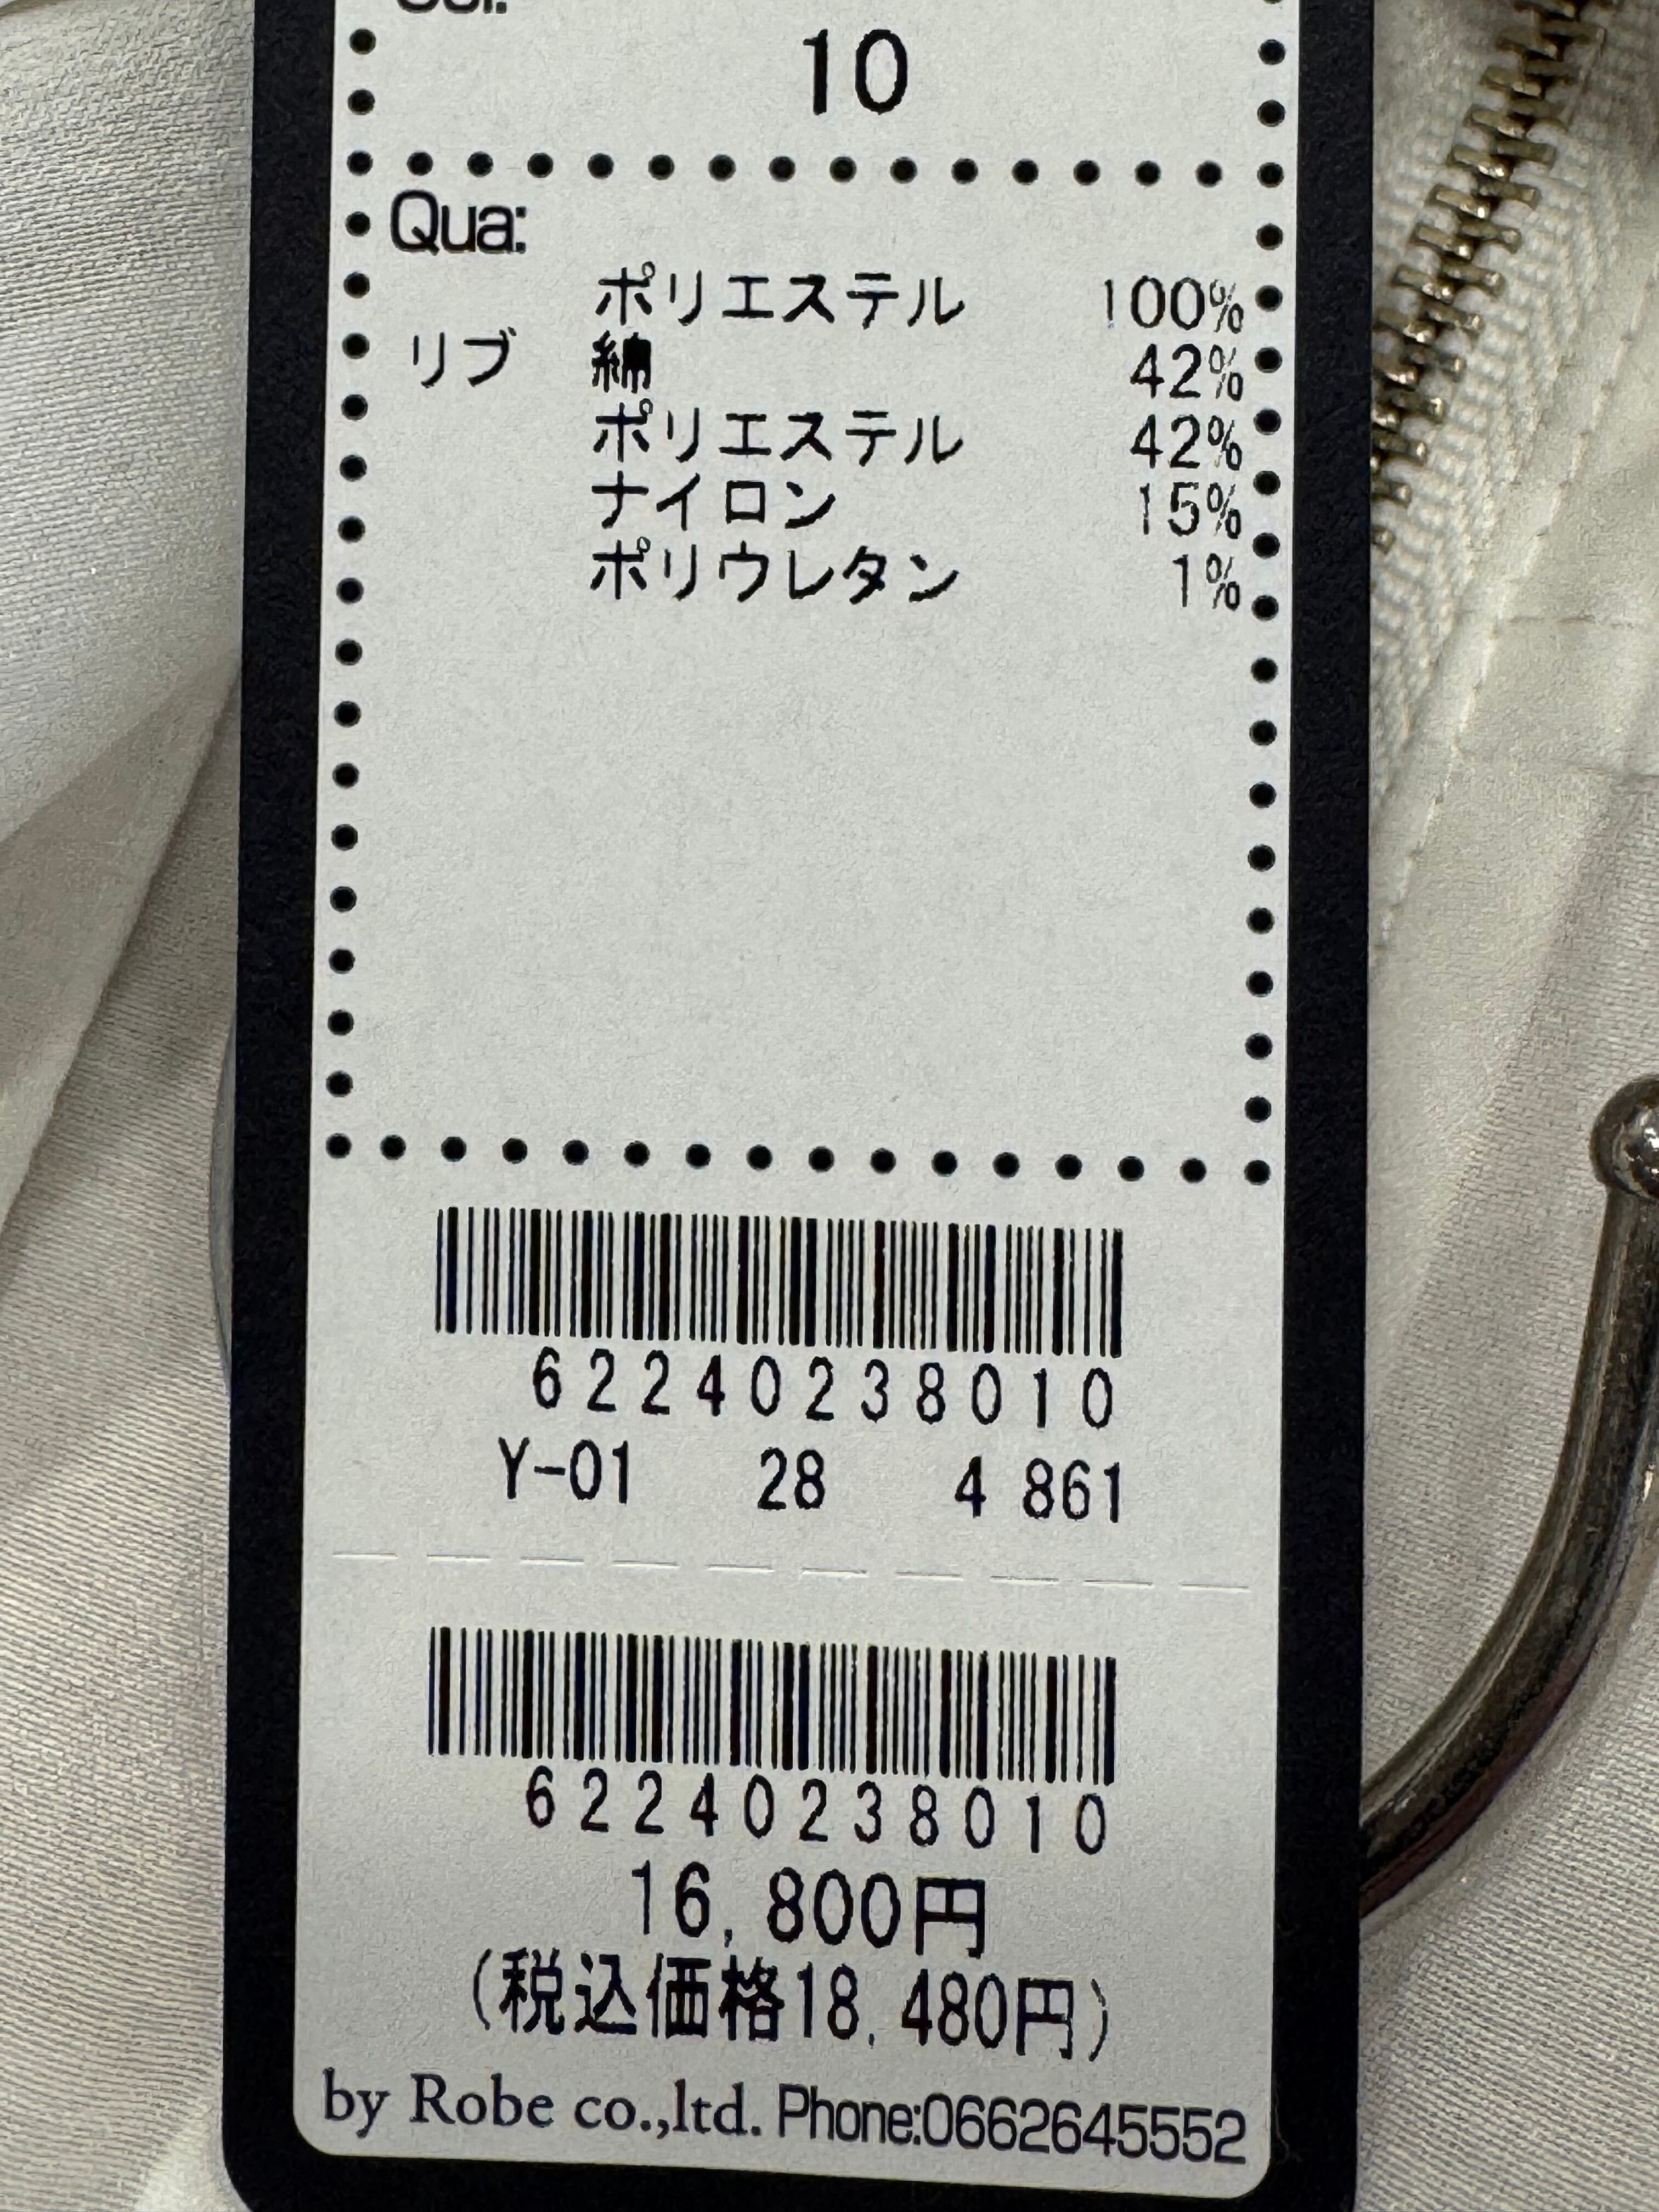 Col.
10
Qua:
ポリエステル 100%
リブ 綿 42%
ポリエステル 42%
ナイロン 15%
ポリウレタン 1%
62240238010
Y-01 28 4 861
62240238010
16,800円
(税込価格18,480円)
by Robe co.,ltd. Phone:0662645552